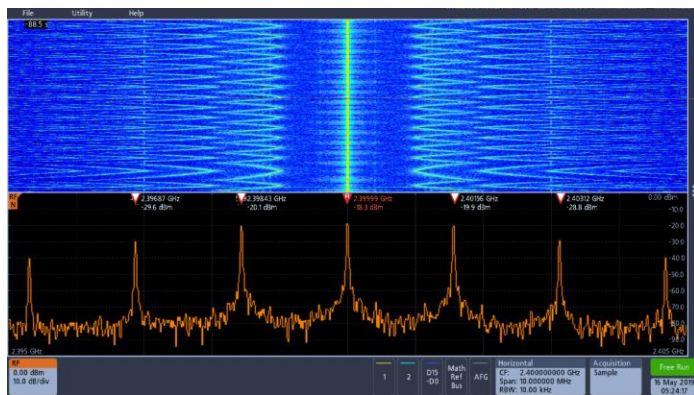 File Utility Help
-88.5 s
2.39687 GHz 2.39843 GHz 2.39999 GHz 2.40156 GHz 2.40312 GHz 0.00 dBm
-29.6 dBm -20.1 dBm -18.3 dBm -19.9 dBm -28.8 dBm -10.0
-20.0
-30.0
-40.0
-50.0
-60.0
-70.0
-80.0
-90.0
2.395 GHz 2.405 GHz
RF
0.00 dBm
10.0 dB/div
1 2 D15 -D0 Math Ref Bus AFG
Horizontal
CF: 2.400000000 GHz
Span: 10.000000 MHz
RBW: 10.00 kHz
Acquisition
Sample
Free Run
16 May 2019
05:24:17